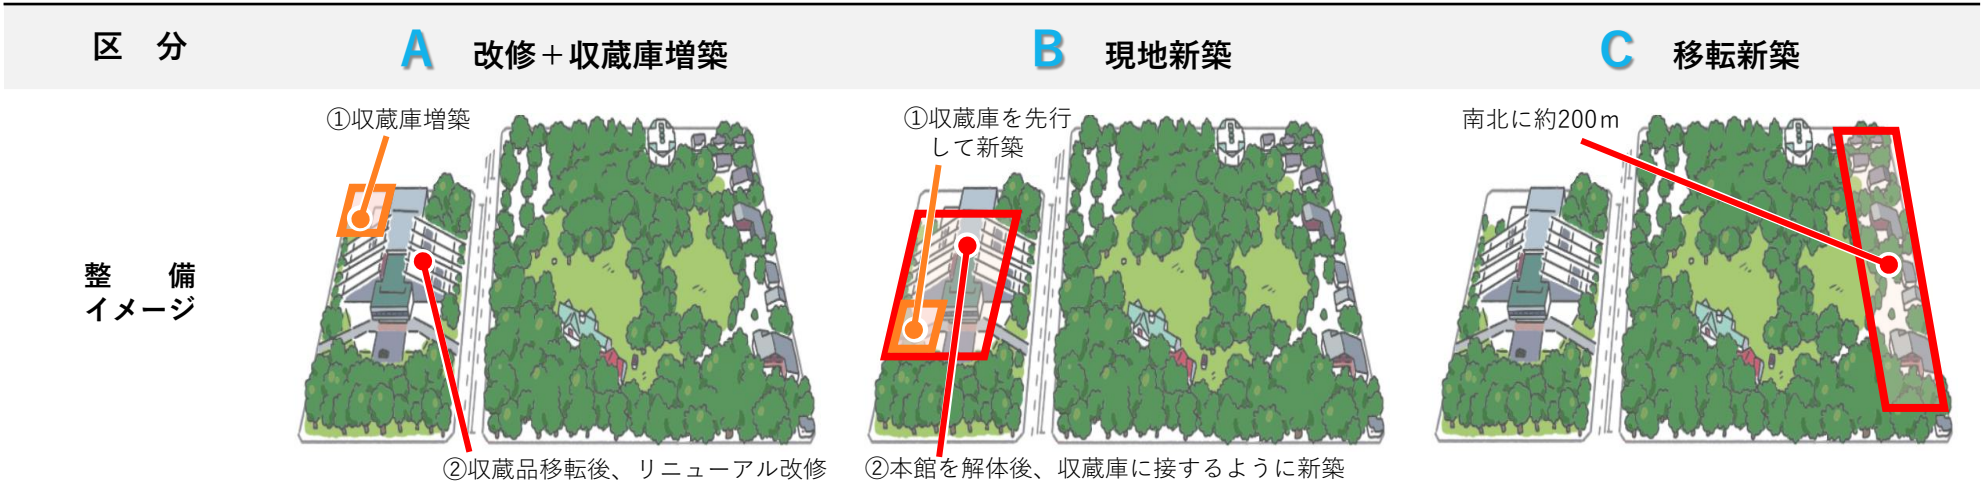 区　分
A 改修＋収蔵庫増築
B 現地新築
C 移転新築
整　備
イメージ
①収蔵庫増築
②収蔵品移転後、リニューアル改修
①収蔵庫を先行
して新築
②本館を解体後、収蔵庫に接するように新築
南北に約200ｍ